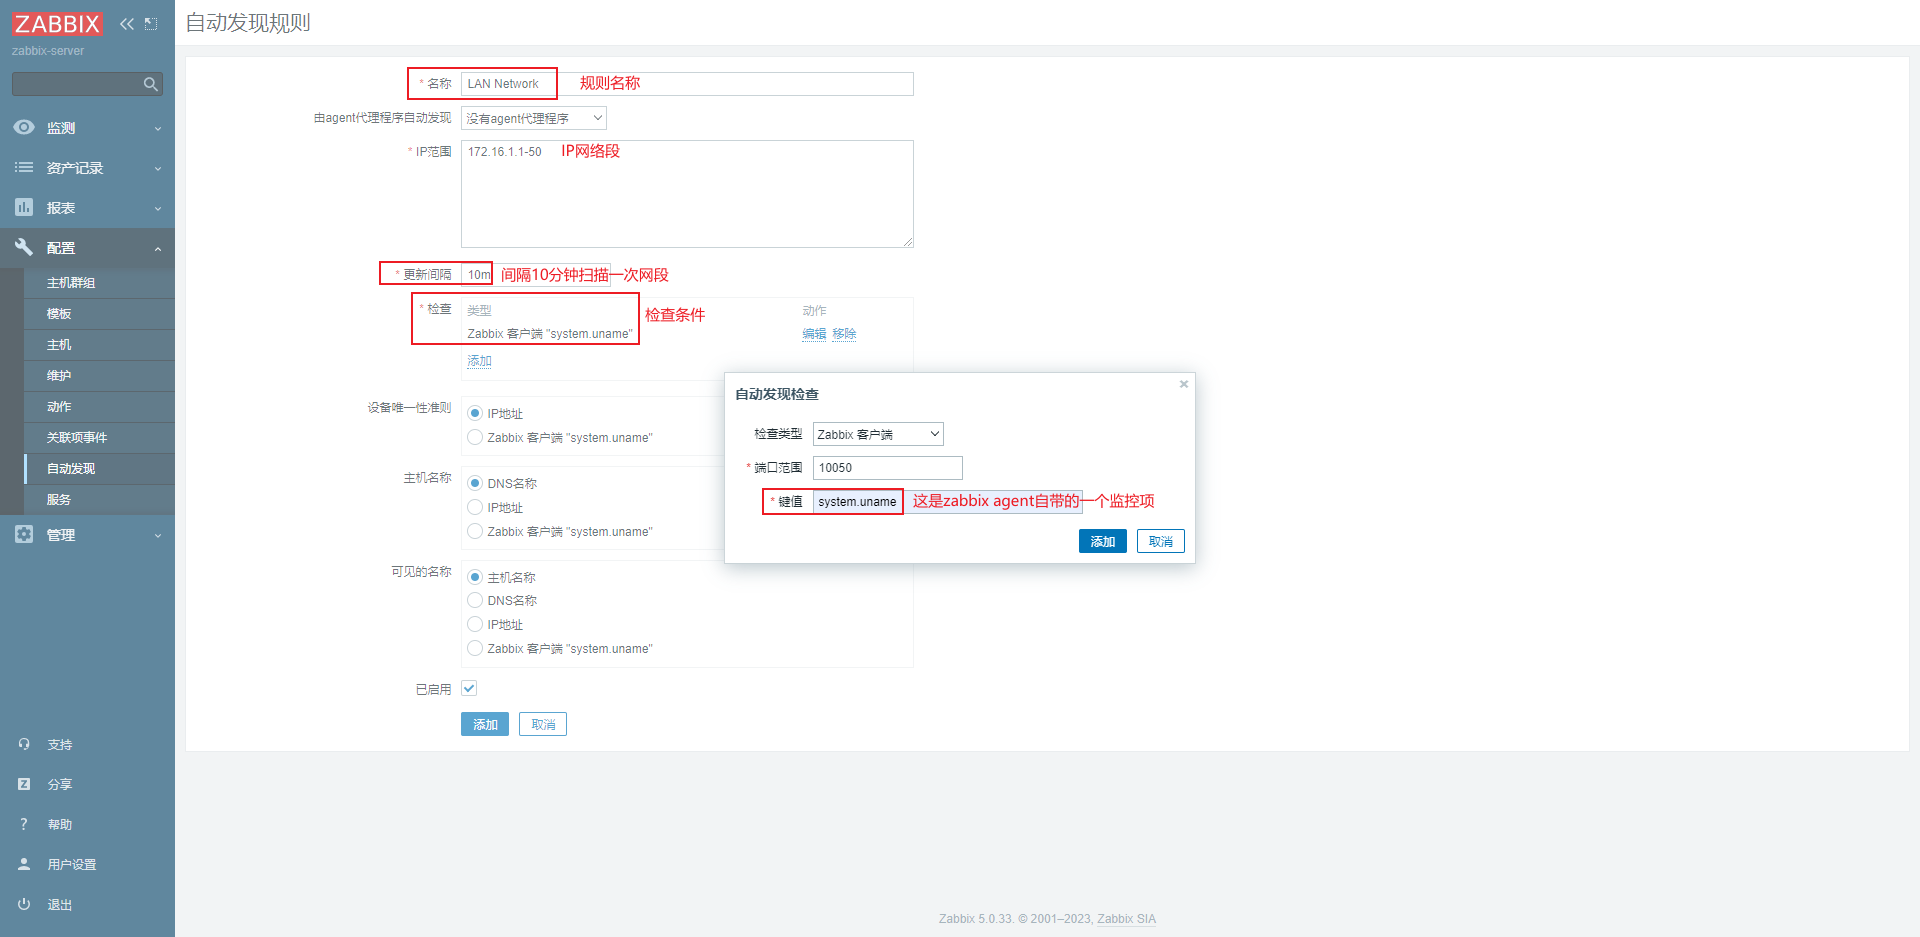 ZABBIX
zabbix-server
监测
资产记录
报表
配置
主机群组
模板
主机
维护
动作
关联项事件
自动发现
服务
管理
支持
Z 分享
? 帮助
用户设置
退出
自动发现规则
* 名称 LAN Network 规则名称
由agent代理程序自动发现 没有agent代理程序
* IP范围 172.16.1.1-50 IP网络段
* 更新间隔 10m 间隔10分钟扫描一次网段
* 检查 类型 动作
Zabbix 客户端 "system.uname" 检查条件 编辑 移除
添加
设备唯一性准则 IP地址
Zabbix 客户端 "system.uname"
主机名称 DNS名称
IP地址
Zabbix 客户端 "system.uname"
可见的名称 主机名称
DNS名称
IP地址
Zabbix 客户端 "system.uname"
已启用
添加 取消
自动发现检查
检查类型 Zabbix 客户端
* 端口范围 10050
* 键值 system.uname 这是zabbix agent自带的一个监控项
添加 取消
Zabbix 5.0.33. © 2001–2023, Zabbix SIA